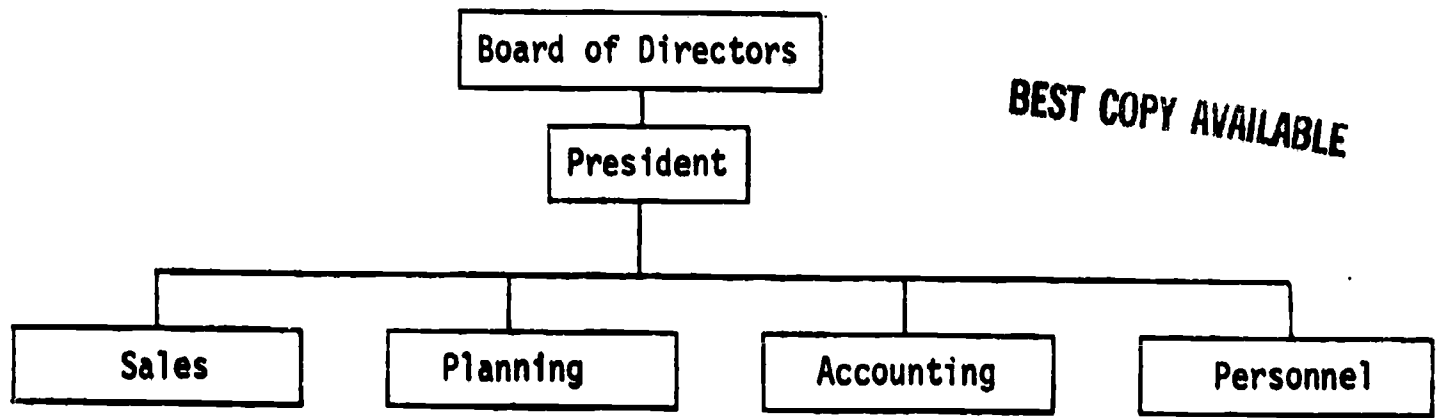 Board of Directors
BEST COPY AVAILABLE
President
Sales
Planning
Accounting
Personnel